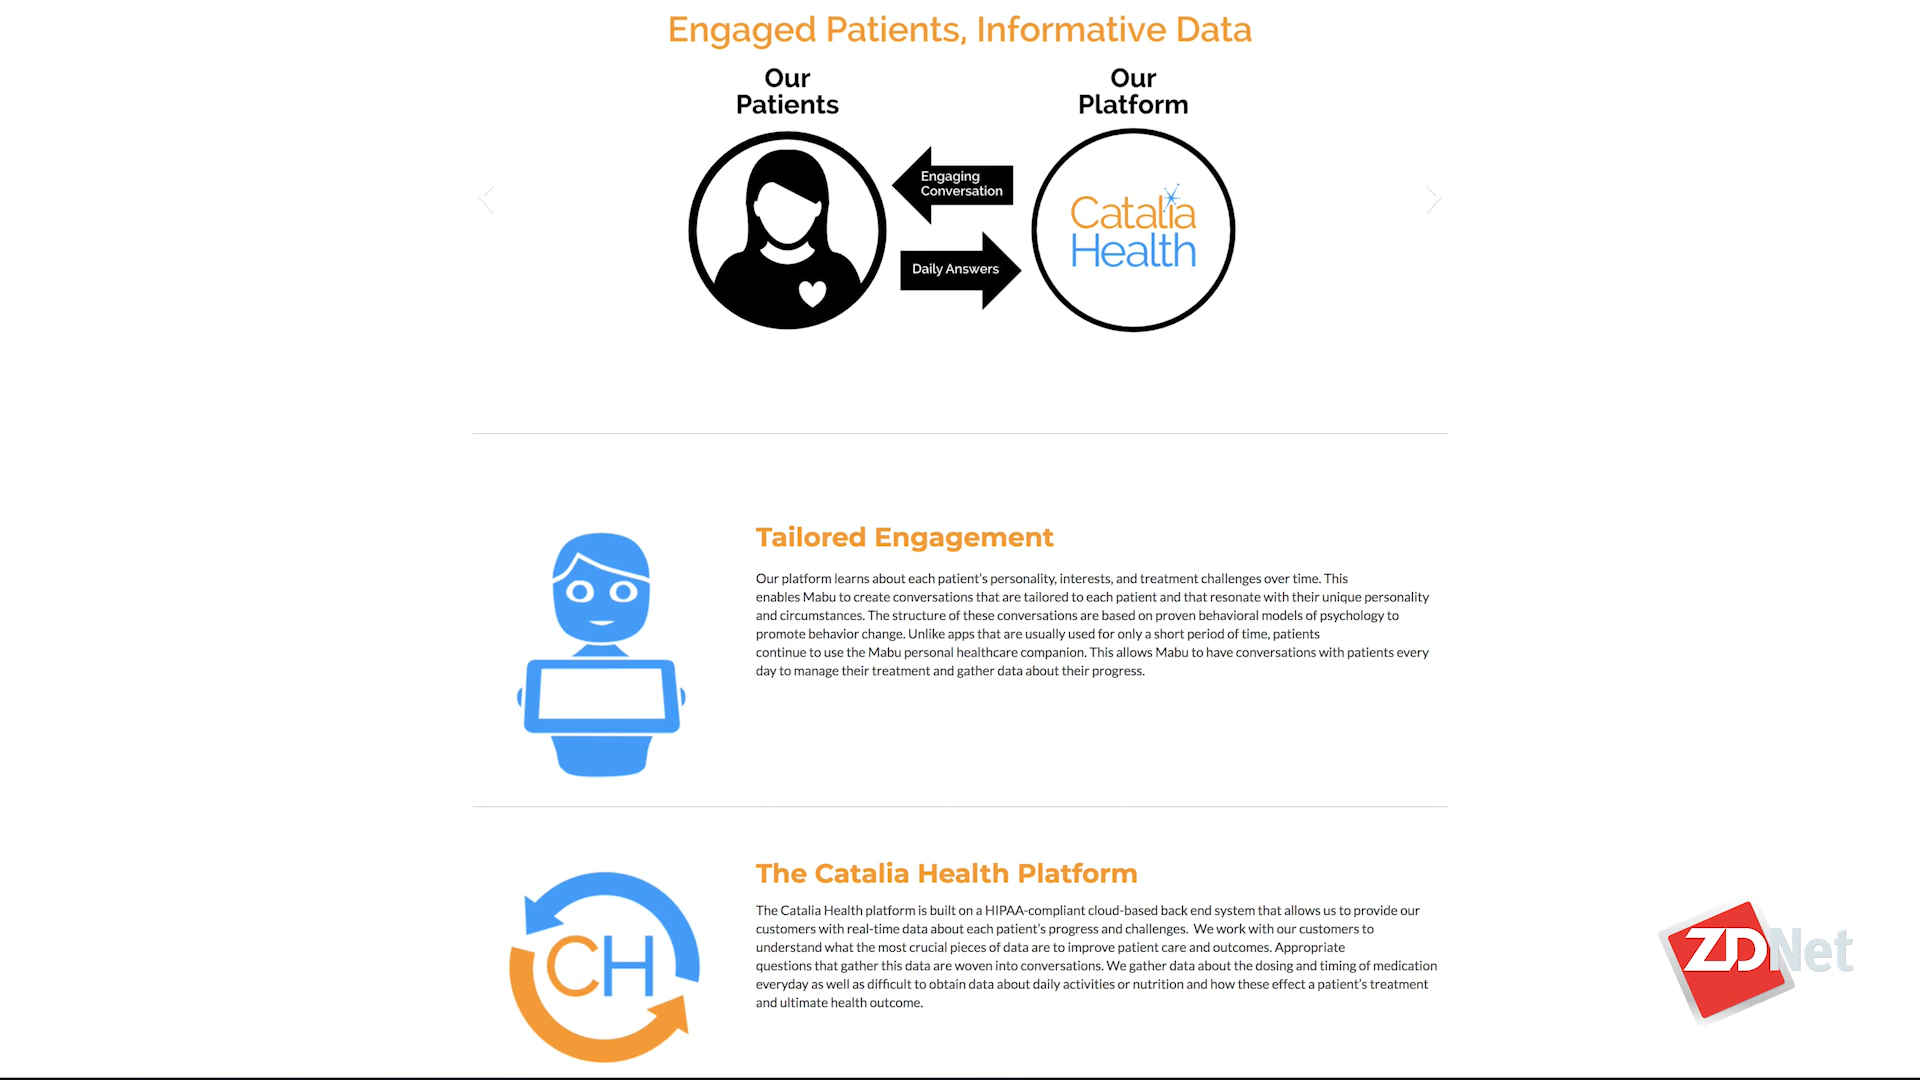 Engaged Patients, Informative Data
Our
Patients
Our
Platform
Engaging
Conversation
Daily Answers
Catalia
Health
Tailored Engagement
Our platform learns about each patient's personality, interests, and treatment challenges over time. This
enables Mabu to create conversations that are tailored to each patient and that resonate with their unique personality
and circumstances. The structure of these conversations are based on proven behavioral models of psychology to
promote behavior change. Unlike apps that are usually used for only a short period of time, patients
continue to use the Mabu personal healthcare companion. This allows Mabu to have conversations with patients every
day to manage their treatment and gather data about their progress.
CH
The Catalia Health Platform
The Catalia Health platform is built on a HIPAA-compliant cloud-based back end system that allows us to provide our
customers with real-time data about each patient's progress and challenges. We work with our customers to
understand what the most crucial pieces of data are to improve patient care and outcomes. Appropriate
questions that gather this data are woven into conversations. We gather data about the dosing and timing of medication
everyday as well as difficult to obtain data about daily activities or nutrition and how these effect a patient's treatment
and ultimate health outcome.
ZDNet